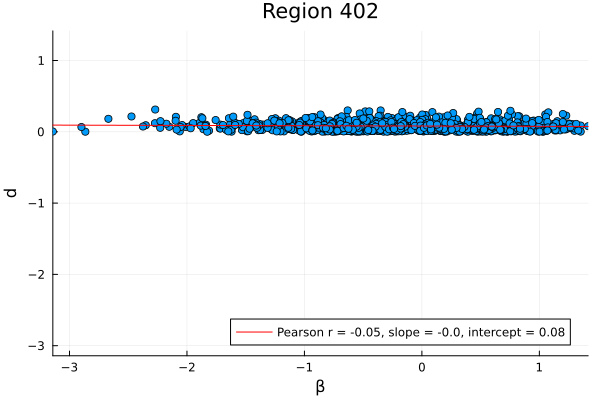 Region 402
d
1
0
−1
−2
−3
Pearson r = -0.05, slope = -0.0, intercept = 0.08
−3 −2 −1 0 1
β